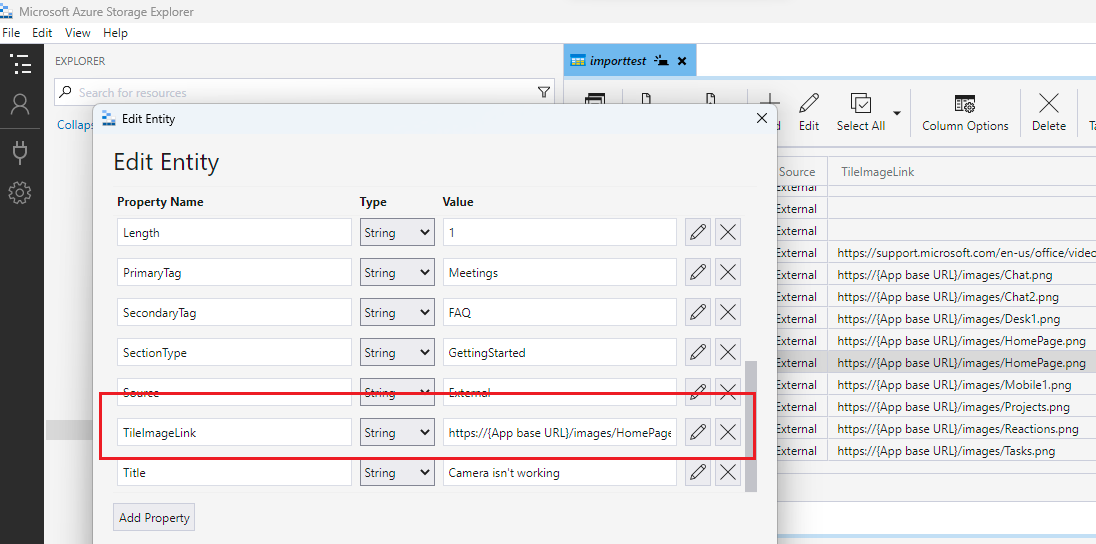 Microsoft Azure Storage Explorer
File Edit View Help
EXPLORER
Search for resources
Collaps
importtest
Edit
Select All
Column Options
Delete
Edit Entity
Edit Entity
Property Name Type Value
Length String 1
PrimaryTag String Meetings
SecondaryTag String FAQ
SectionType String GettingStarted
Source String External
TileImageLink String https://{App base URL}/images/HomePage
Title String Camera isn't working
Add Property
Source TileImageLink
External
External
External
External https://support.microsoft.com/en-us/office/video
External https://{App base URL}/images/Chat.png
External https://{App base URL}/images/Chat2.png
External https://{App base URL}/images/Desk1.png
External https://{App base URL}/images/HomePage.png
External https://{App base URL}/images/HomePage.png
External https://{App base URL}/images/Mobile1.png
External https://{App base URL}/images/Projects.png
External https://{App base URL}/images/Reactions.png
External https://{App base URL}/images/Tasks.png